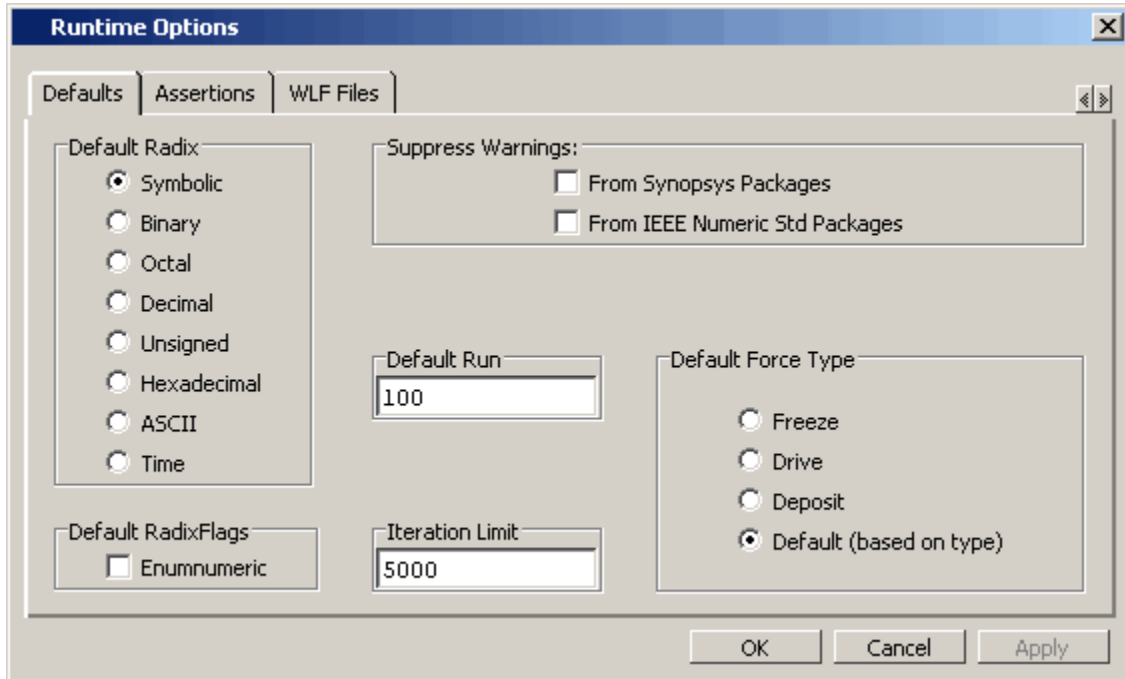 Runtime Options
Defaults
Assertions
WLF Files
Default Radix
Symbolic
Binary
Octal
Decimal
Unsigned
Hexadecimal
ASCII
Time
Suppress Warnings:
From Synopsys Packages
From IEEE Numeric Std Packages
Default Run
100
Default Force Type
Freeze
Drive
Deposit
Default (based on type)
Default RadixFlags
Enumnumeric
Iteration Limit
5000
OK
Cancel
Apply